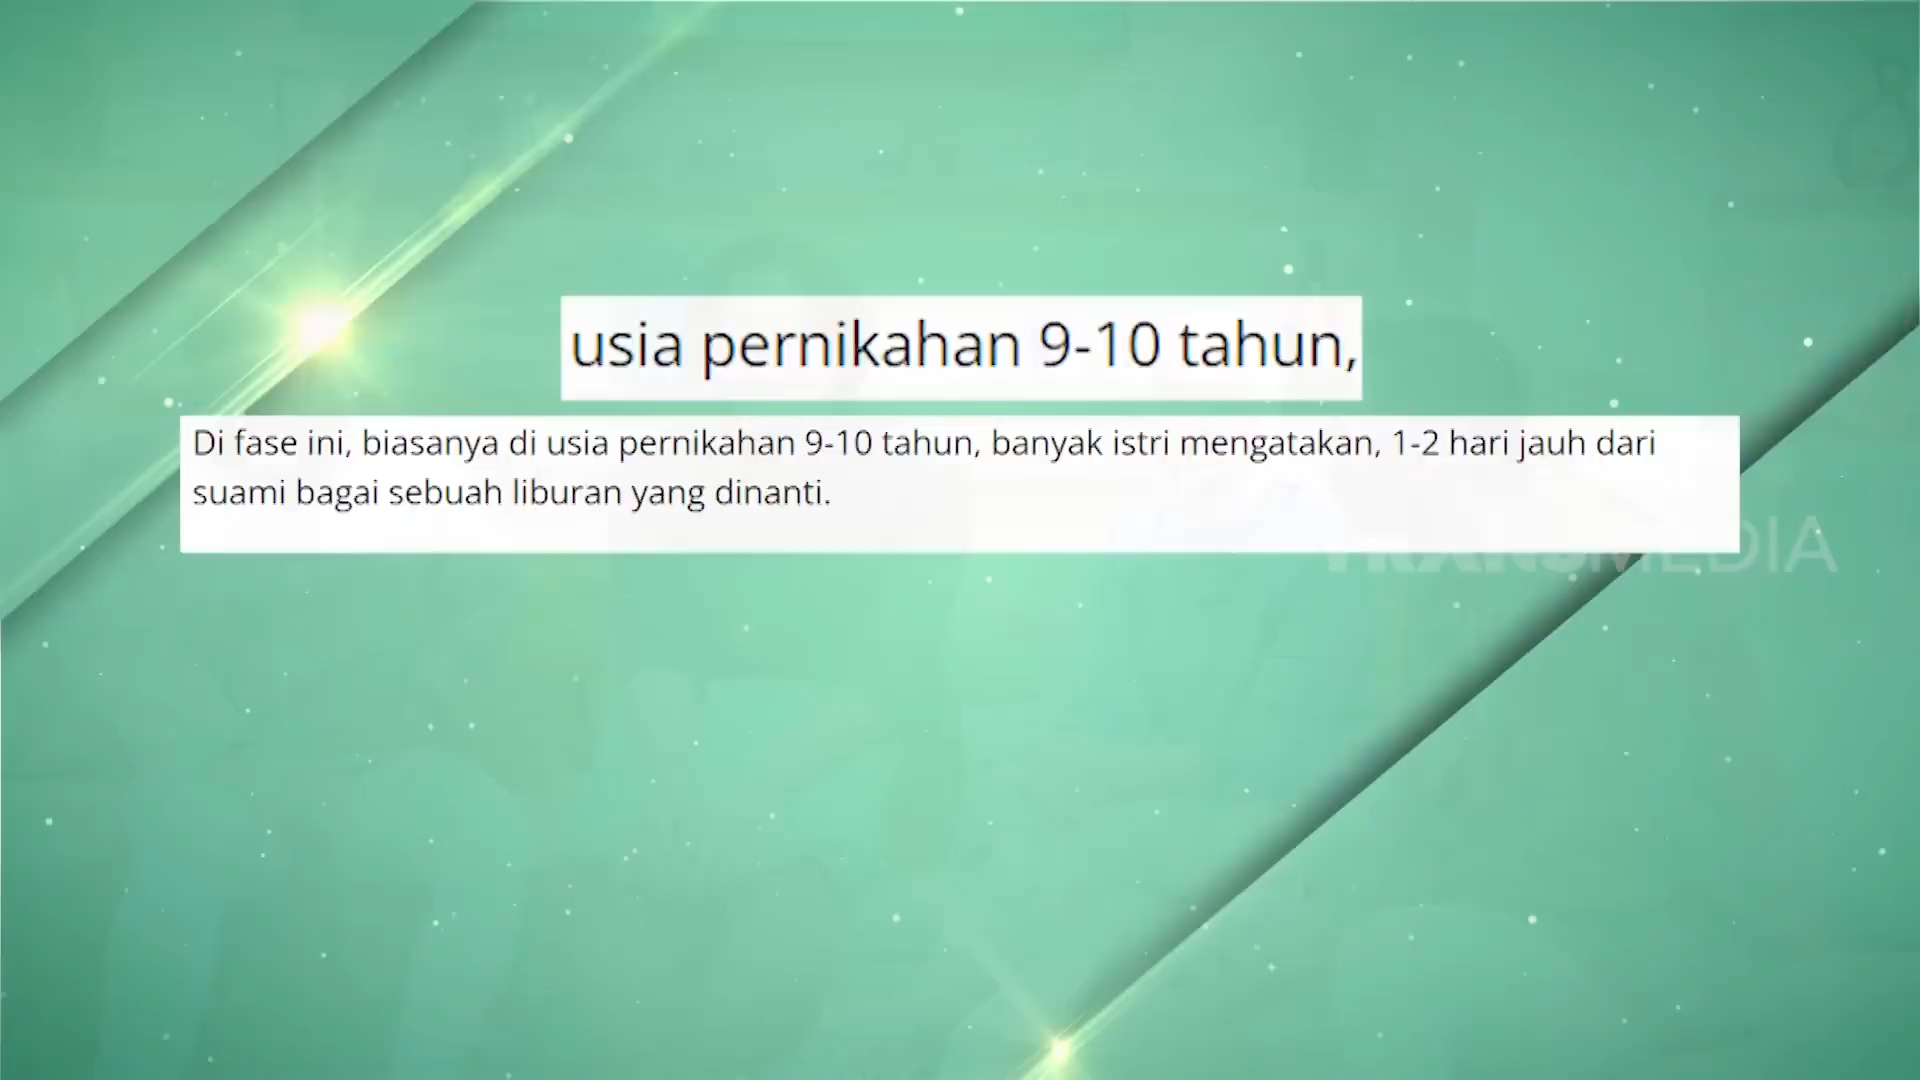 usia pernikahan 9-10 tahun,
Di fase ini, biasanya di usia pernikahan 9-10 tahun, banyak istri mengatakan, 1-2 hari jauh dari
suami bagai sebuah liburan yang dinanti.
TRANSMEDIA